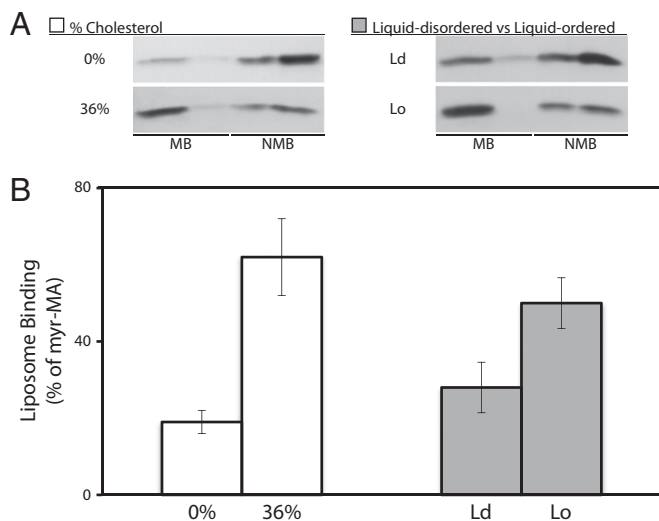 A
% Cholesterol
Liquid-disordered vs Liquid-ordered
0%
36%
MB NMB
Ld
Lo
MB NMB
B
Liposome Binding
(% of myr-MA)
80
40
0
0% 36% Ld Lo